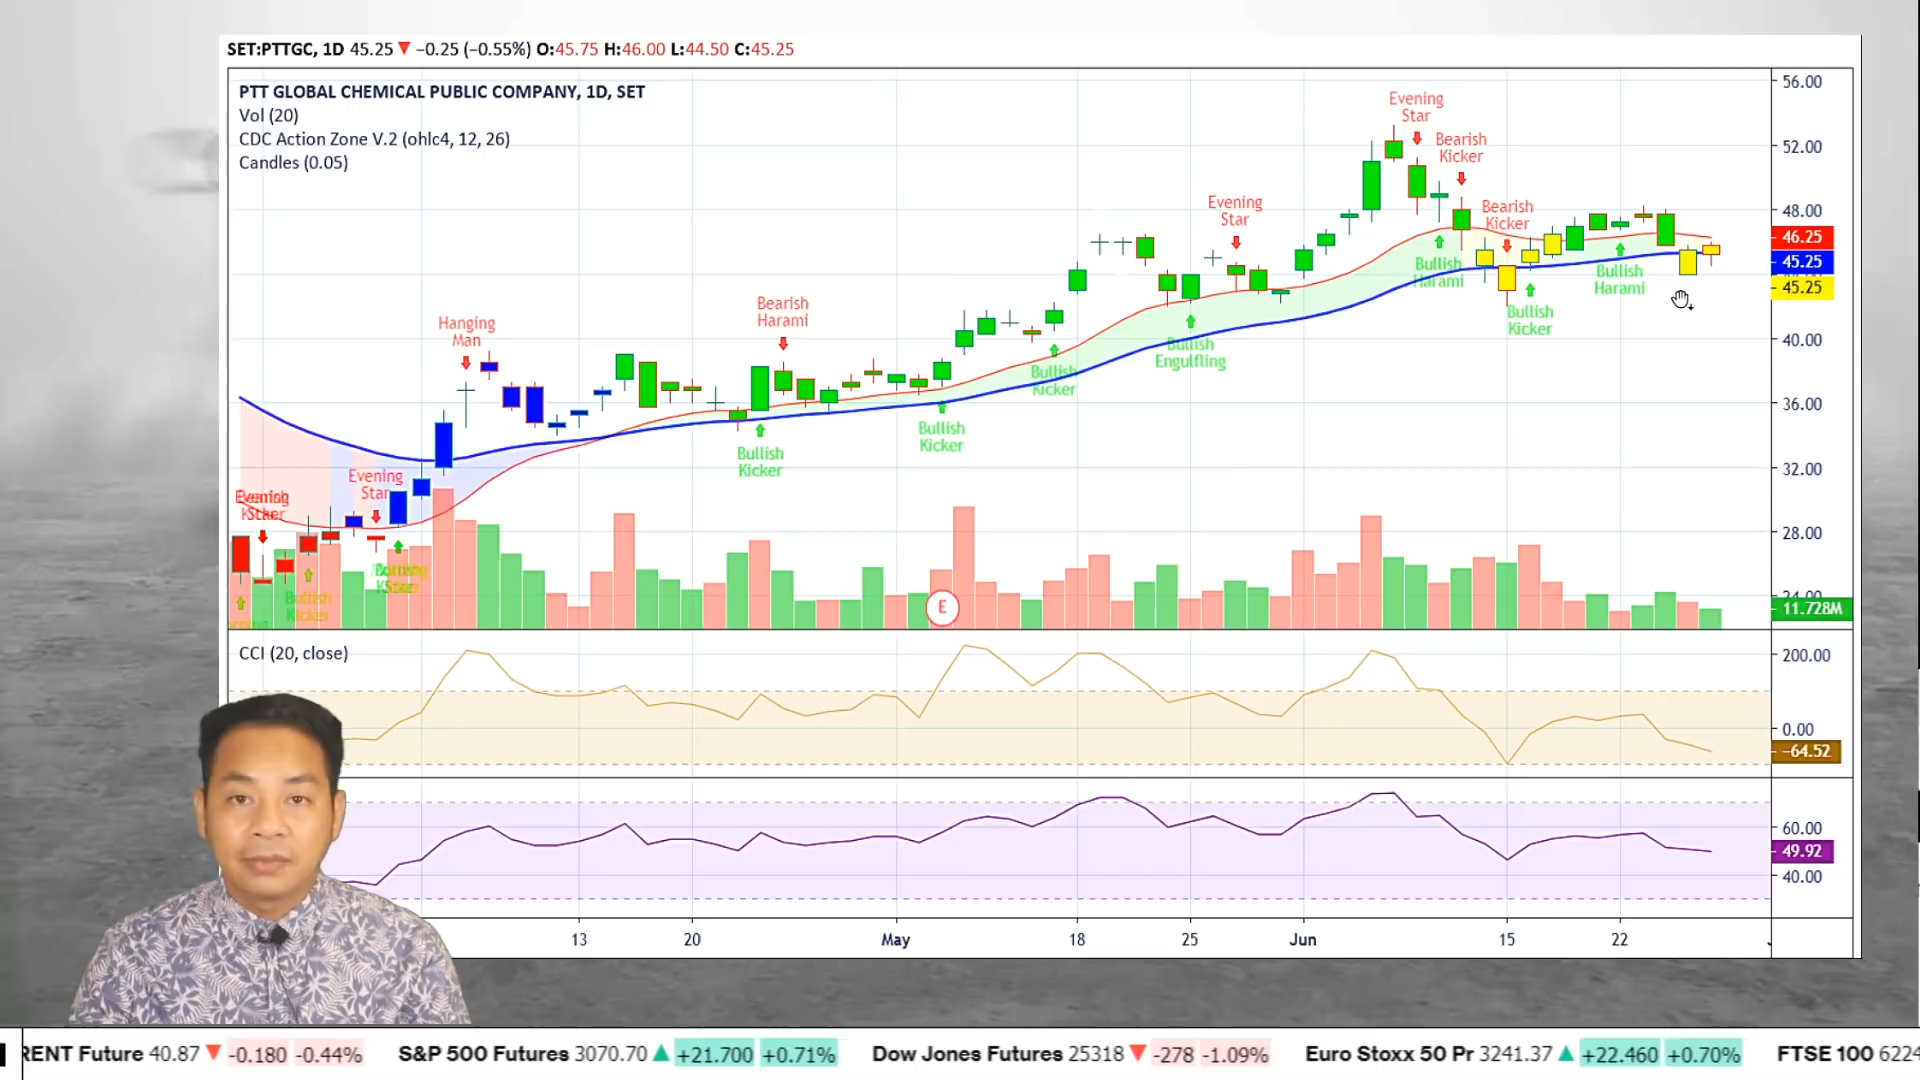 SET:PTTGC, 1D 45.25 ▼ −0.25 (−0.55%) O:45.75 H:46.00 L:44.50 C:45.25
PTT GLOBAL CHEMICAL PUBLIC COMPANY, 1D, SET
Vol (20)
CDC Action Zone V.2 (ohlc4, 12, 26)
Candles (0.05)
56.00
52.00
48.00
46.25
45.25
45.25
40.00
36.00
32.00
28.00
24.00
11.728M
Evening
Star
Bearish
Kicker
Bearish
Kicker
Evening
Star
Bullish
Harami
Bullish
Harami
Bullish
Kicker
Bearish
Harami
Hanging
Man
Bullish
Engulfling
Bullish
Kicker
Bullish
Kicker
Bullish
Kicker
Evening
Star
Bullish
Kicker
E
CCI (20, close)
200.00
0.00
−64.52
60.00
49.92
40.00
13 20 May 18 25 Jun 15 22
RENT Future 40.87 ▼ -0.180 -0.44% S&P 500 Futures 3070.70 ▲ +21.700 +0.71% Dow Jones Futures 25318 ▼ -278 -1.09% Euro Stoxx 50 Pr 3241.37 ▲ +22.460 +0.70% FTSE 100 6224